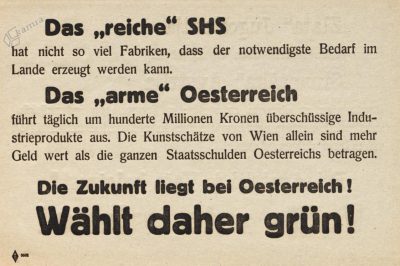 Das „reiche“ SHS
hat nicht so viel Fabriken, dass der notwendigste Bedarf im
Lande erzeugt werden kann.
Das „arme“ Oesterreich
führt täglich um hunderte Millionen Kronen überschüssige Indu-
strieprodukte aus. Die Kunstschätze von Wien allein sind mehr
Geld wert als die ganzen Staatsschulden Oesterreichs betragen.
Die Zukunft liegt bei Oesterreich!
Wählt daher grün!